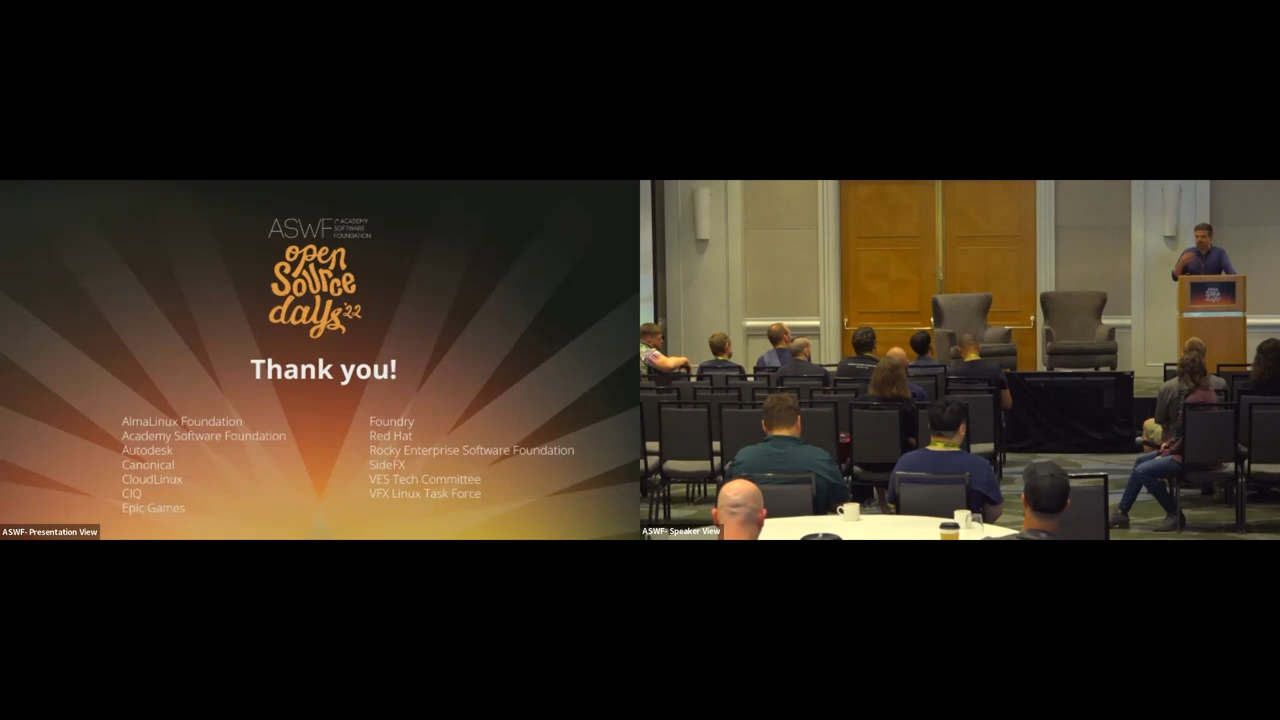 ASWF ACADEMY
SOFTWARE
FOUNDATION
open
source
days '22
Thank you!
AlmaLinux Foundation
Academy Software Foundation
Autodesk
Canonical
CloudLinux
CIQ
Epic Games
Foundry
Red Hat
Rocky Enterprise Software Foundation
SideFX
VES Tech Committee
VFX Linux Task Force
ASWF- Presentation View
ASWF- Speaker View